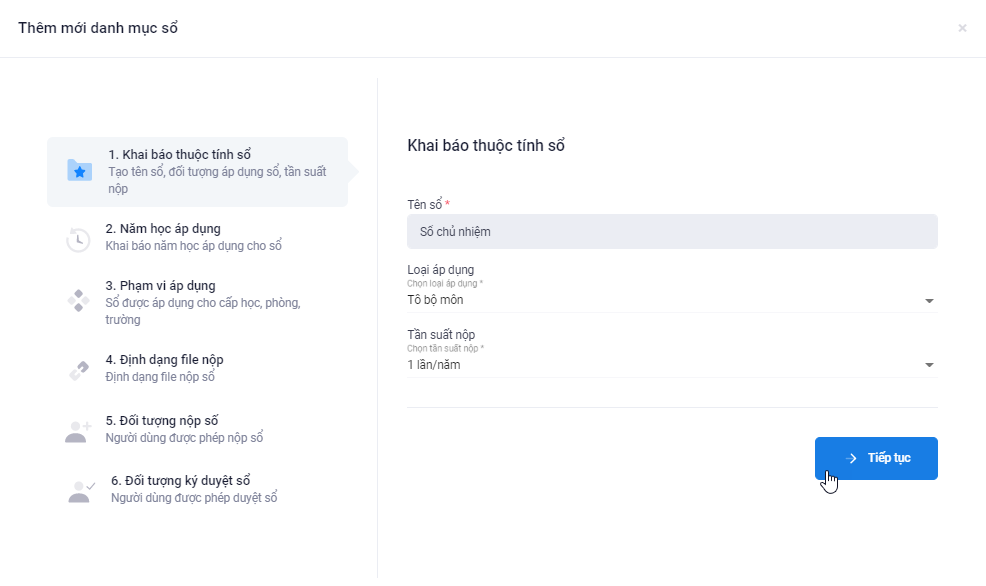 Thêm mới danh mục sổ
×
1. Khai báo thuộc tính sổ
Tạo tên sổ, đối tượng áp dụng sổ, tần suất
nộp
2. Năm học áp dụng
Khai báo năm học áp dụng cho sổ
3. Phạm vi áp dụng
Sổ được áp dụng cho cấp học, phòng,
trường
4. Định dạng file nộp
Định dạng file nộp sổ
5. Đối tượng nộp sổ
Người dùng được phép nộp sổ
6. Đối tượng ký duyệt sổ
Người dùng được phép duyệt sổ
Khai báo thuộc tính sổ
Tên sổ *
Sổ chủ nhiệm
Loại áp dụng
Chọn loại áp dụng *
Tổ bộ môn
Tần suất nộp
Chọn tần suất nộp *
1 lần/năm
Tiếp tục